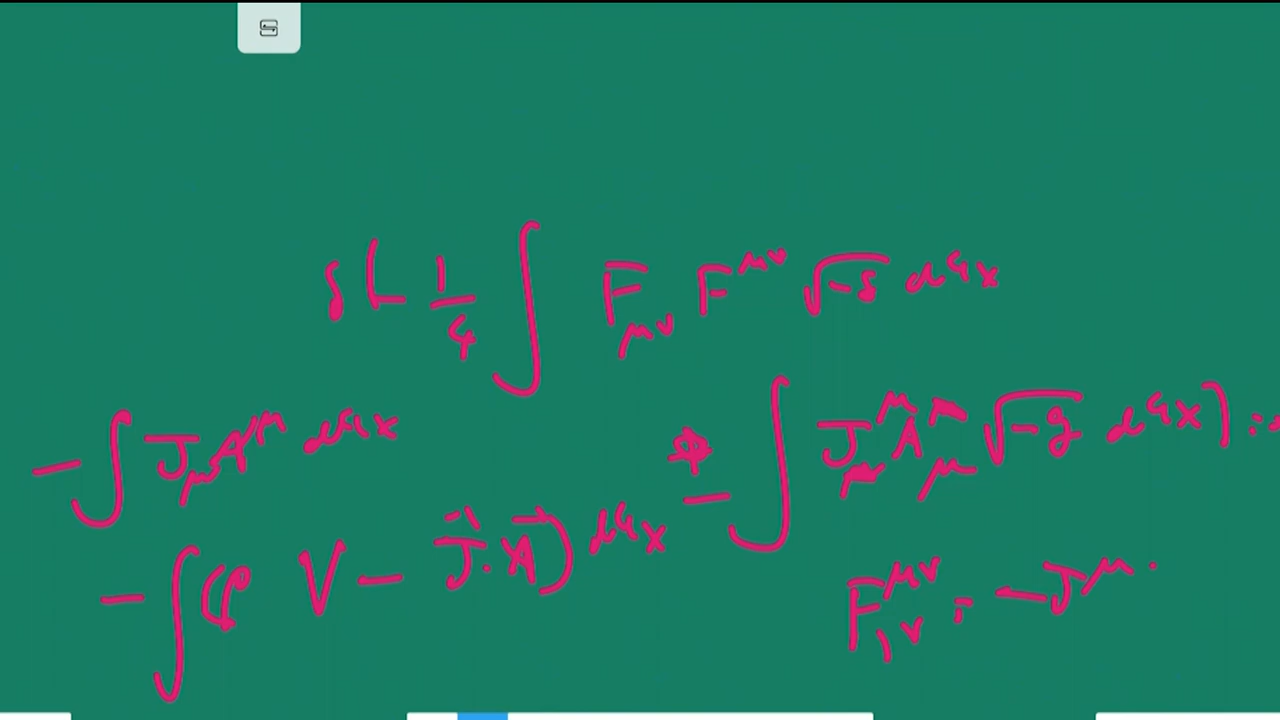 δ[-1/4 ∫ F_μν F^μν √-g d⁴x
-∫ J_μ A^μ d⁴x - ∫ J^μ A_μ √-g d⁴x] =
-∫(ρ V - J⃗.A⃗) d⁴x
F^μν_,ν = -J^μ.